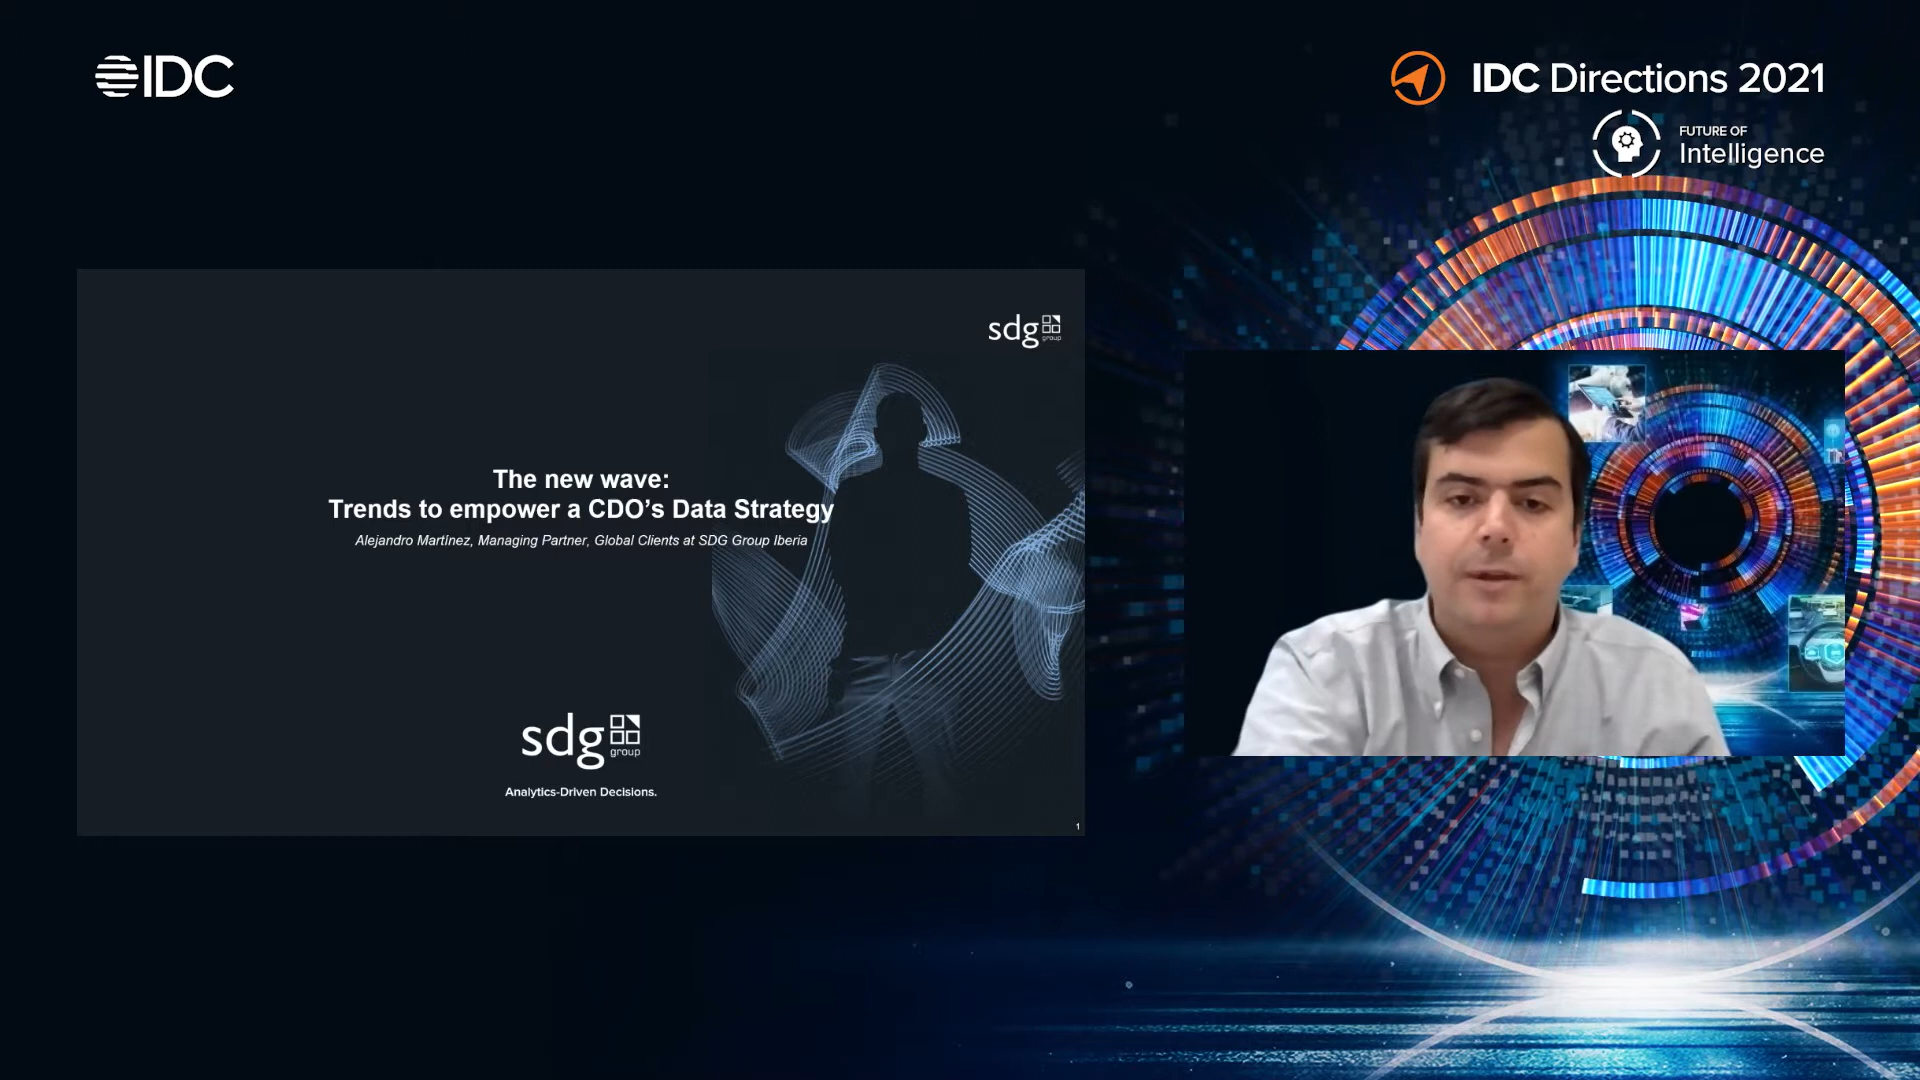 IDC
IDC Directions 2021
FUTURE OF
Intelligence
sdg
group
The new wave:
Trends to empower a CDO's Data Strategy
Alejandro Martínez, Managing Partner, Global Clients at SDG Group Iberia
sdg
group
Analytics-Driven Decisions.
1